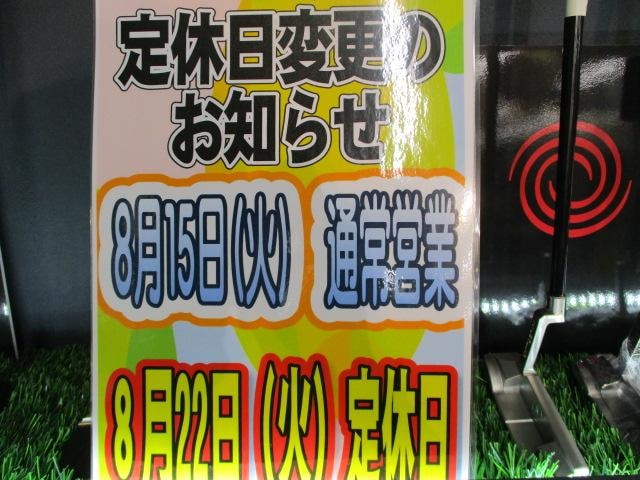 定休日変更の
お知らせ
8月15日(火) 通常営業
8月22日(火) 定休日